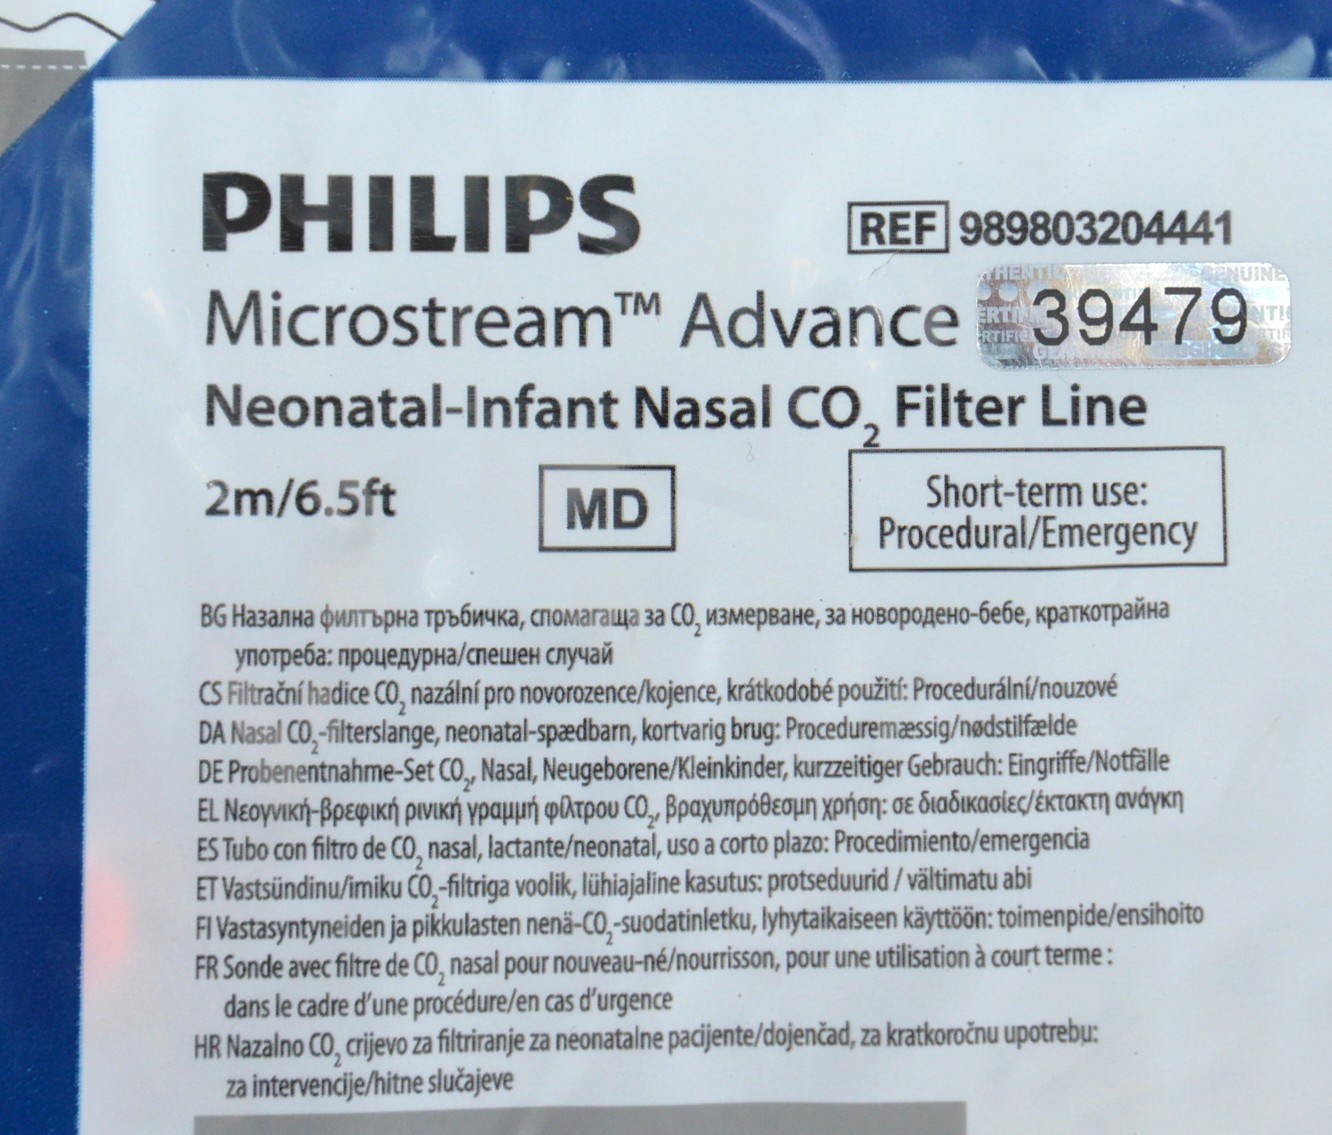 PHILIPS
REF 989803204441
Microstream™ Advance
39479
Neonatal-Infant Nasal CO₂ Filter Line
2m/6.5ft
MD
Short-term use:
Procedural/Emergency
BG Назална филтърна тръбичка, спомагаща за CO₂ измерване, за новородено-бебе, краткотрайна
употреба: процедурна/спешен случай
CS Filtrační hadice CO₂ nazální pro novorozence/kojence, krátkodobé použití: Procedurální/nouzové
DA Nasal CO₂-filterslange, neonatal-spædbarn, kortvarig brug: Proceduremæssig/nødstilfælde
DE Probenentnahme-Set CO₂, Nasal, Neugeborene/Kleinkinder, kurzzeitiger Gebrauch: Eingriffe/Notfälle
EL Νεογνική-βρεφική ρινική γραμμή φίλτρου CO₂, βραχυπρόθεσμη χρήση: σε διαδικασίες/έκτακτη ανάγκη
ES Tubo con filtro de CO₂ nasal, lactante/neonatal, uso a corto plazo: Procedimiento/emergencia
ET Vastsündinu/imiku CO₂-filtriga voolik, lühiajaline kasutus: protseduurid / vältimatu abi
FI Vastasyntyneiden ja pikkulasten nenä-CO₂-suodatinletku, lyhytaikaiseen käyttöön: toimenpide/ensihoito
FR Sonde avec filtre de CO₂ nasal pour nouveau-né/nourrisson, pour une utilisation à court terme :
dans le cadre d'une procédure/en cas d'urgence
HR Nazalno CO₂ crijevo za filtriranje za neonatalne pacijente/dojenčad, za kratkoročnu upotrebu:
za intervencije/hitne slučajeve